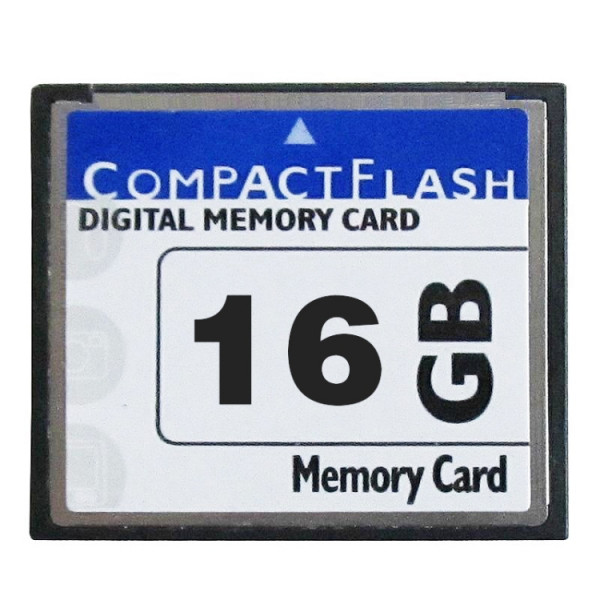 COMPACTFLASH
DIGITAL MEMORY CARD
16 GB
Memory Card